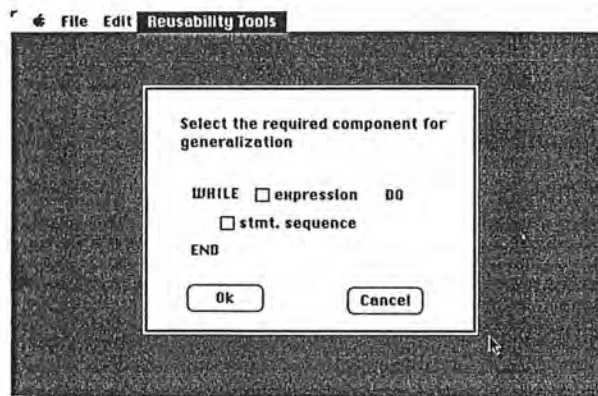 File Edit Reusability Tools
Select the required component for
generalization
WHILE expression DO
stmt. sequence
END
Ok Cancel